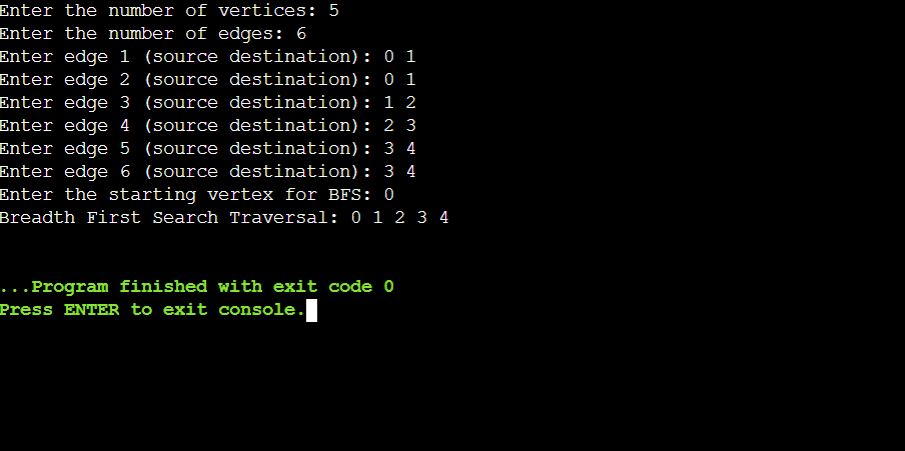 Enter the number of vertices: 5
Enter the number of edges: 6
Enter edge 1 (source destination): 0 1
Enter edge 2 (source destination): 0 1
Enter edge 3 (source destination): 1 2
Enter edge 4 (source destination): 2 3
Enter edge 5 (source destination): 3 4
Enter edge 6 (source destination): 3 4
Enter the starting vertex for BFS: 0
Breadth First Search Traversal: 0 1 2 3 4
...Program finished with exit code 0
Press ENTER to exit console.